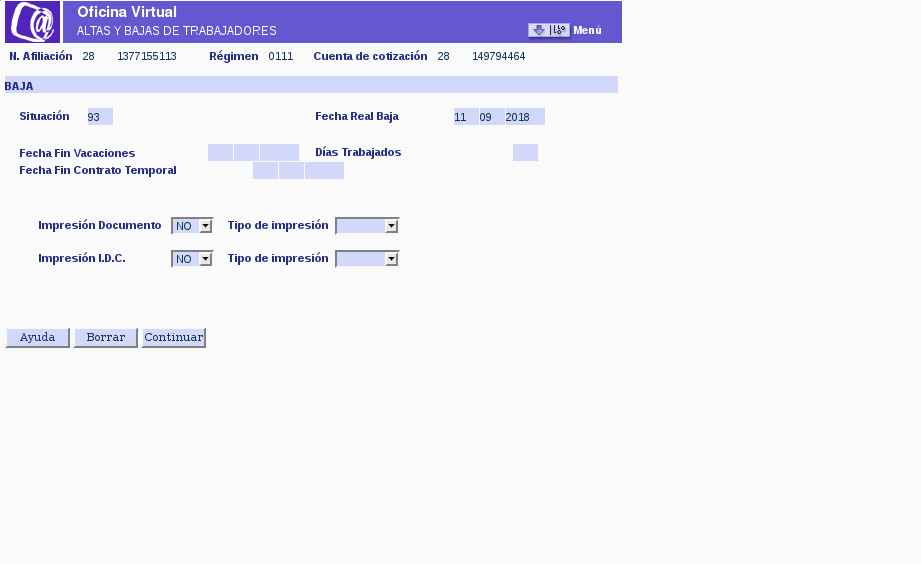 Oficina Virtual
ALTAS Y BAJAS DE TRABAJADORES
Menú
N. Afiliación 28 1377155113 Régimen 0111 Cuenta de cotización 28 149794464
BAJA
Situación 93 Fecha Real Baja 11 09 2018
Fecha Fin Vacaciones Días Trabajados
Fecha Fin Contrato Temporal
Impresión Documento NO Tipo de impresión
Impresión I.D.C. NO Tipo de impresión
Ayuda Borrar Continuar